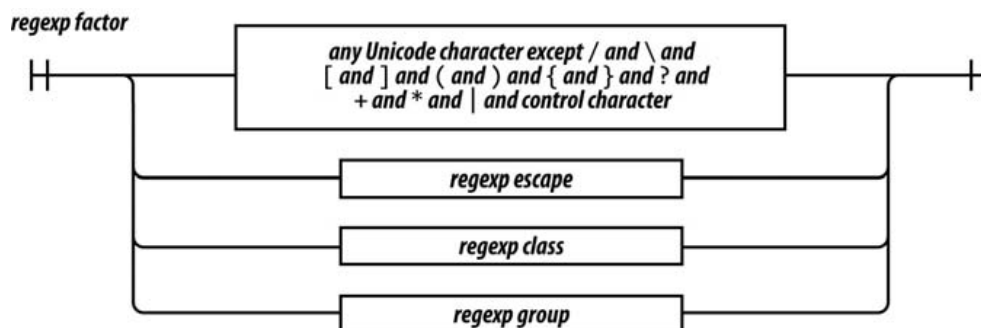 regexp factor
any Unicode character except / and \ and
[ and ] and ( and ) and { and } and ? and
+ and * and | and control character
regexp escape
regexp class
regexp group